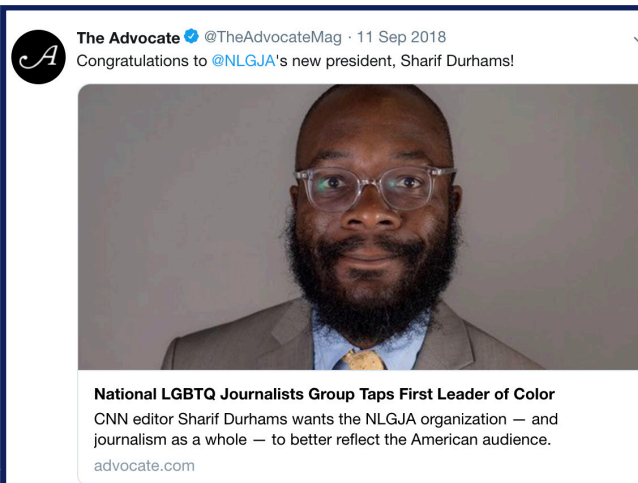 The Advocate @TheAdvocateMag · 11 Sep 2018
Congratulations to @NLGJA's new president, Sharif Durhams!
National LGBTQ Journalists Group Taps First Leader of Color
CNN editor Sharif Durhams wants the NLGJA organization — and
journalism as a whole — to better reflect the American audience.
advocate.com